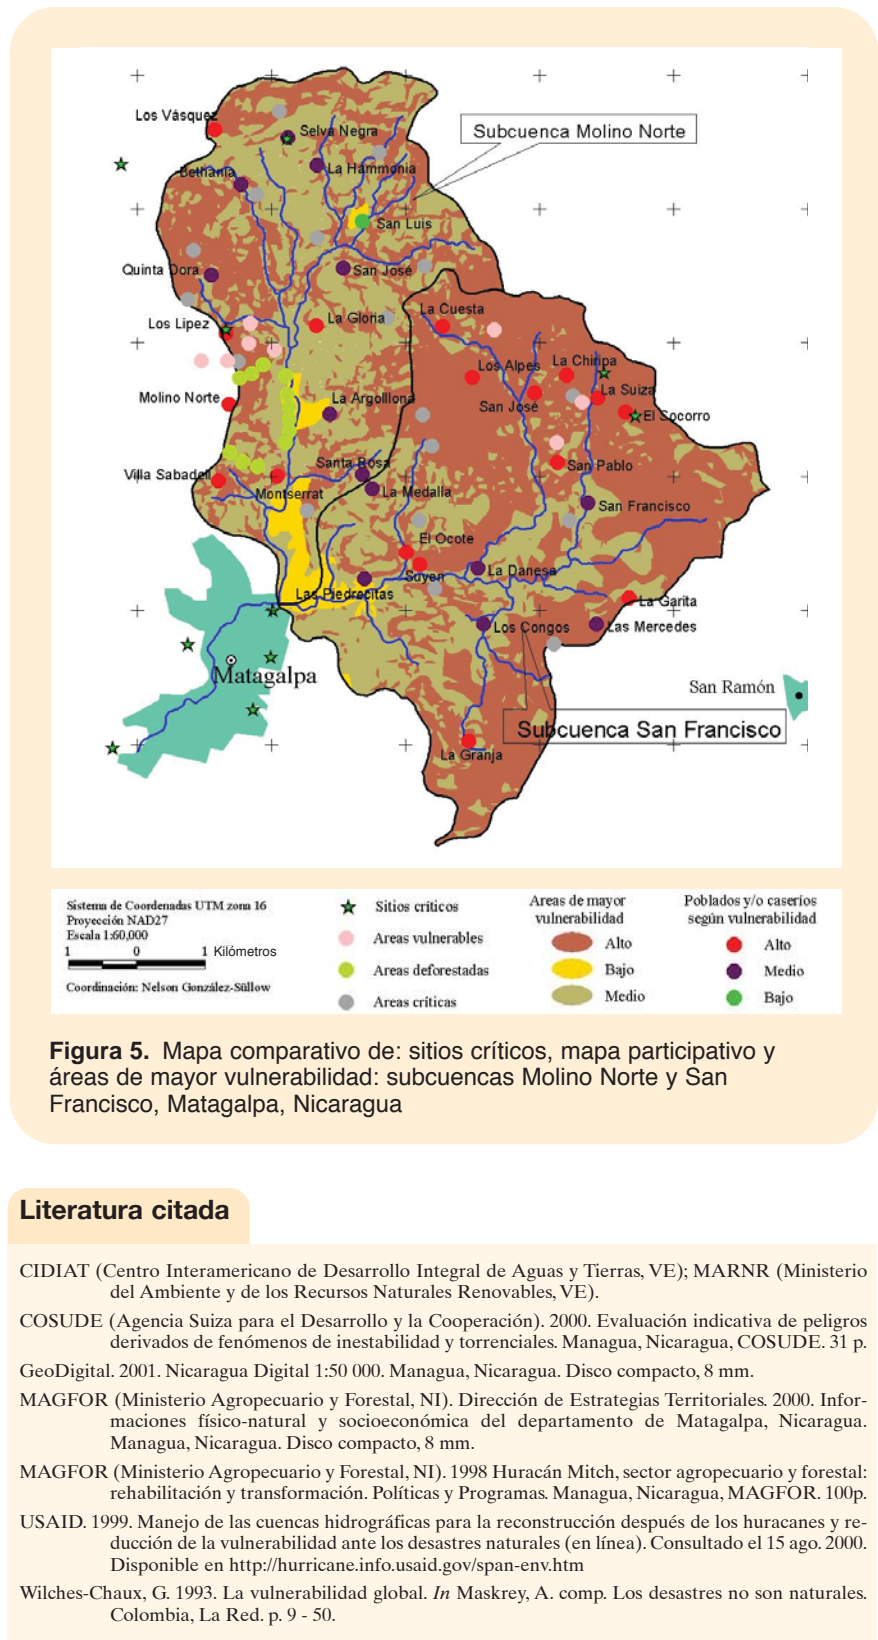 Los Vásquez
Selva Negra
Subcuenca Molino Norte
Bethania
La Hammonia
San Luis
Quinta Dora
San José
La Cuesta
Los Lipez
La Gloria
Los Alpes
La Chiripa
La Suiza
Molino Norte
La Argolllona
San José
El Socorro
Villa Sabadell
Santa Rosa
San Pablo
Montserrat
La Medalla
San Francisco
El Ocote
Suyen
La Danesa
Las Piedrecitas
La Garita
Los Congos
Las Mercedes
Matagalpa
San Ramón
Subcuenca San Francisco
La Granja
Sistema de Coordenadas UTM zona 16
Proyección NAD27
Escala 1:60,000
1 0 1 Kilómetros
Coordinación: Nelson González-Süllow
Sitios críticos
Areas vulnerables
Areas deforestadas
Areas críticas
Areas de mayor
vulnerabilidad
Alto
Bajo
Medio
Poblados y/o caseríos
según vulnerabilidad
Alto
Medio
Bajo
Figura 5. Mapa comparativo de: sitios críticos, mapa participativo y
áreas de mayor vulnerabilidad: subcuencas Molino Norte y San
Francisco, Matagalpa, Nicaragua
Literatura citada
CIDIAT (Centro Interamericano de Desarrollo Integral de Aguas y Tierras, VE); MARNR (Ministerio
del Ambiente y de los Recursos Naturales Renovables, VE).
COSUDE (Agencia Suiza para el Desarrollo y la Cooperación). 2000. Evaluación indicativa de peligros
derivados de fenómenos de inestabilidad y torrenciales. Managua, Nicaragua, COSUDE. 31 p.
GeoDigital. 2001. Nicaragua Digital 1:50 000. Managua, Nicaragua. Disco compacto, 8 mm.
MAGFOR (Ministerio Agropecuario y Forestal, NI). Dirección de Estrategias Territoriales. 2000. Infor-
maciones físico-natural y socioeconómica del departamento de Matagalpa, Nicaragua.
Managua, Nicaragua. Disco compacto, 8 mm.
MAGFOR (Ministerio Agropecuario y Forestal, NI). 1998 Huracán Mitch, sector agropecuario y forestal:
rehabilitación y transformación. Políticas y Programas. Managua, Nicaragua, MAGFOR. 100p.
USAID. 1999. Manejo de las cuencas hidrográficas para la reconstrucción después de los huracanes y re-
ducción de la vulnerabilidad ante los desastres naturales (en línea). Consultado el 15 ago. 2000.
Disponible en http://hurricane.info.usaid.gov/span-env.htm
Wilches-Chaux, G. 1993. La vulnerabilidad global. In Maskrey, A. comp. Los desastres no son naturales.
Colombia, La Red. p. 9 - 50.